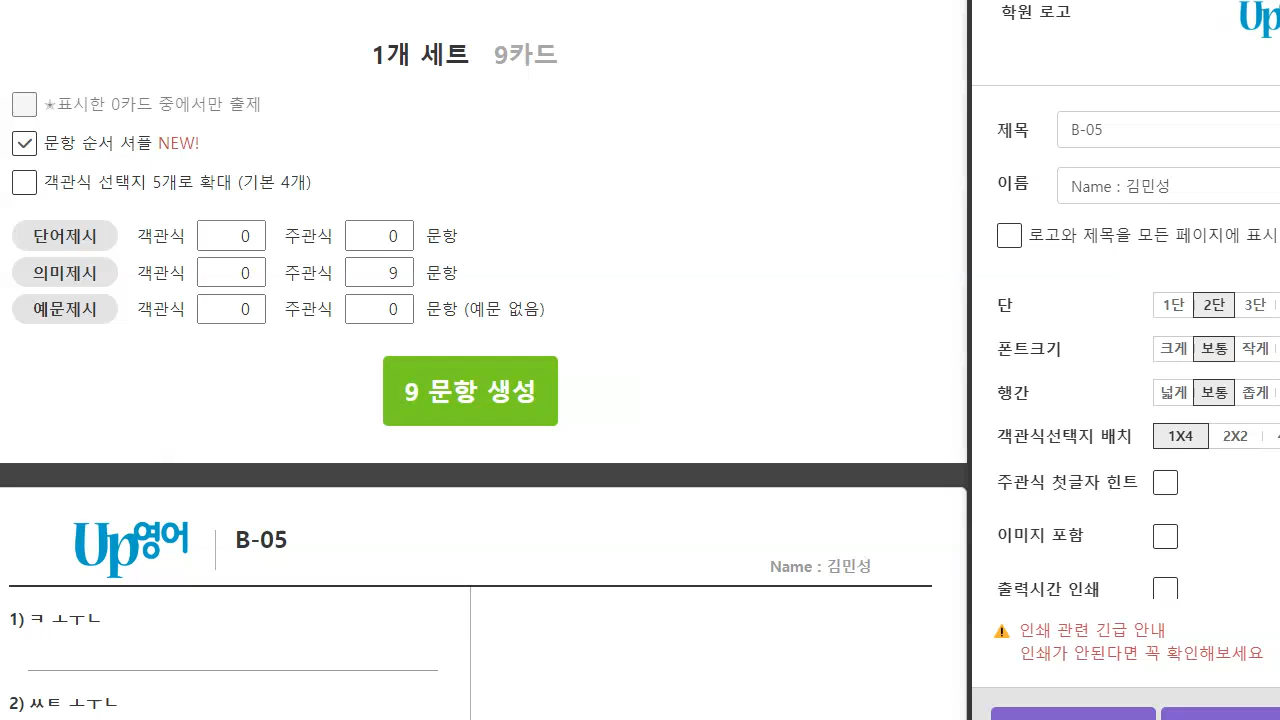 1개 세트 9카드
★표시한 0카드 중에서만 출제
문항 순서 셔플 NEW!
객관식 선택지 5개로 확대 (기본 4개)
단어제시 객관식 0 주관식 0 문항
의미제시 객관식 0 주관식 9 문항
예문제시 객관식 0 주관식 0 문항 (예문 없음)
9 문항 생성
Up영어 B-05
Name : 김민성
1) ㅋ ㅗㅜㄴ
2) ㅆㅌ ㅗㅜㄴ
학원 로고 Up
제목 B-05
이름 Name : 김민성
로고와 제목을 모든 페이지에 표시
단 1단 2단 3단
폰트크기 크게 보통 작게
행간 넓게 보통 좁게
객관식선택지 배치 1X4 2X2
주관식 첫글자 힌트
이미지 포함
출력시간 인쇄
인쇄 관련 긴급 안내
인쇄가 안된다면 꼭 확인해보세요